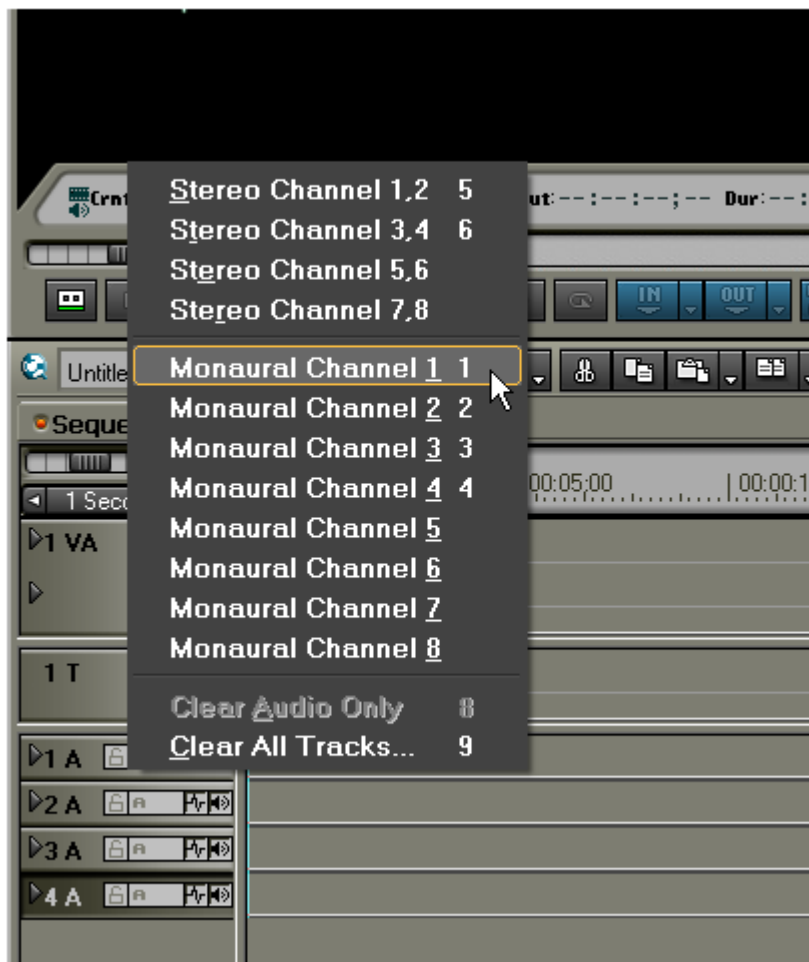 Crnt
ut:--:--:--;-- Dur:--:
Stereo Channel 1,2 5
Stereo Channel 3,4 6
Stereo Channel 5,6
Stereo Channel 7,8
IN OUT
Monaural Channel 1 1
Monaural Channel 2 2
Monaural Channel 3 3
Monaural Channel 4 4
Monaural Channel 5
Monaural Channel 6
Monaural Channel 7
Monaural Channel 8
Clear Audio Only 8
Clear All Tracks... 9
Untitle
Seque
1 Seco
00:05;00 00:00:1
1 VA
1 T
1 A
2 A
3 A
4 A